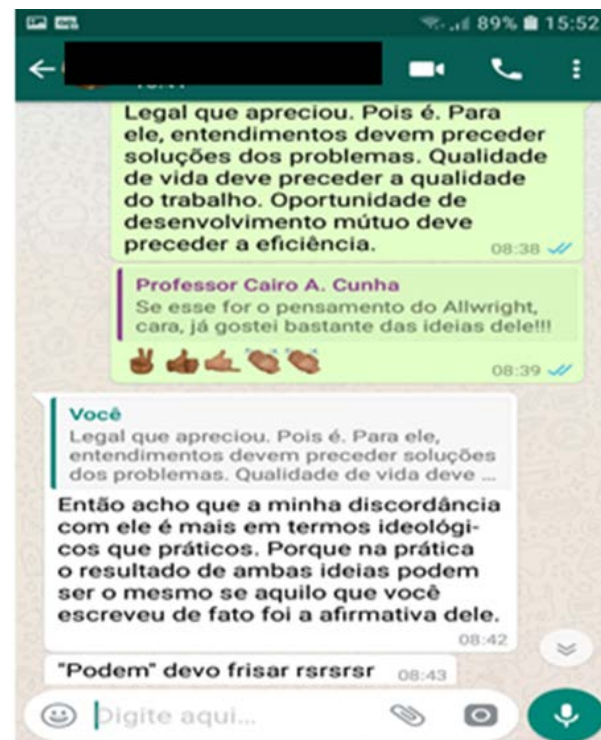 89% 15:52
Legal que apreciou. Pois é. Para
ele, entendimentos devem preceder
soluções dos problemas. Qualidade
de vida deve preceder a qualidade
do trabalho. Oportunidade de
desenvolvimento mútuo deve
preceder a eficiência.
08:38
Professor Cairo A. Cunha
Se esse for o pensamento do Allwright,
cara, já gostei bastante das ideias dele!!!
08:39
Você
Legal que apreciou. Pois é. Para ele,
entendimentos devem preceder soluções
dos problemas. Qualidade de vida deve ...
Então acho que a minha discordância
com ele é mais em termos ideológi-
cos que práticos. Porque na prática
o resultado de ambas ideias podem
ser o mesmo se aquilo que você
escreveu de fato foi a afirmativa dele.
08:42
"Podem" devo frisar rsrsrsr 08:43
Digite aqui...